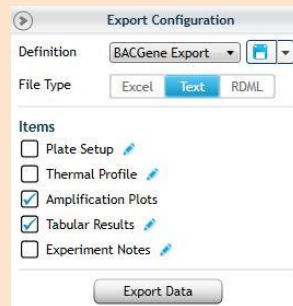 Export Configuration
Definition BACGene Export
File Type Excel Text RDML
Items
Plate Setup
Thermal Profile
Amplification Plots
Tabular Results
Experiment Notes
Export Data